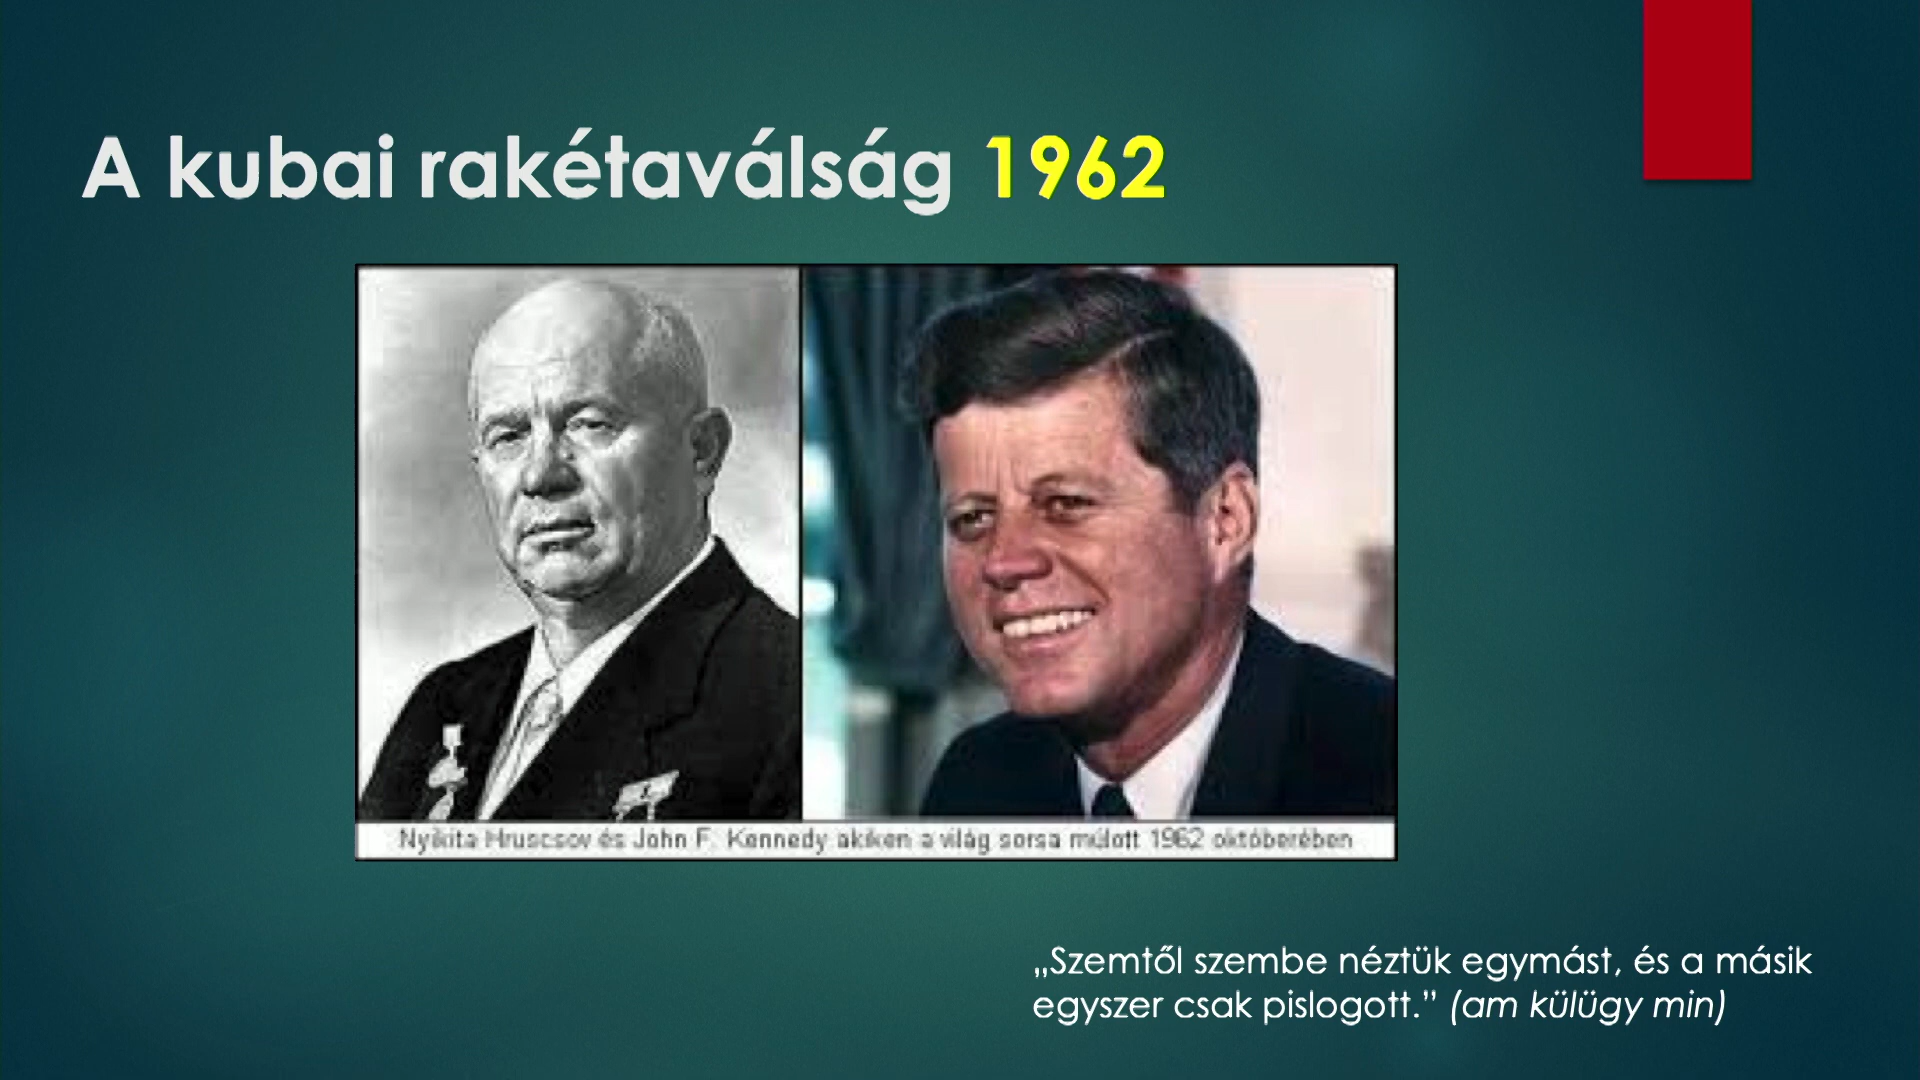 A kubai rakétaválság 1962
Nyikita Hruscsov és John F. Kennedy akiken a világ sorsa múlott 1962 októberében
„Szemtől szembe néztük egymást, és a másik
egyszer csak pislogott.” (am külügy min)